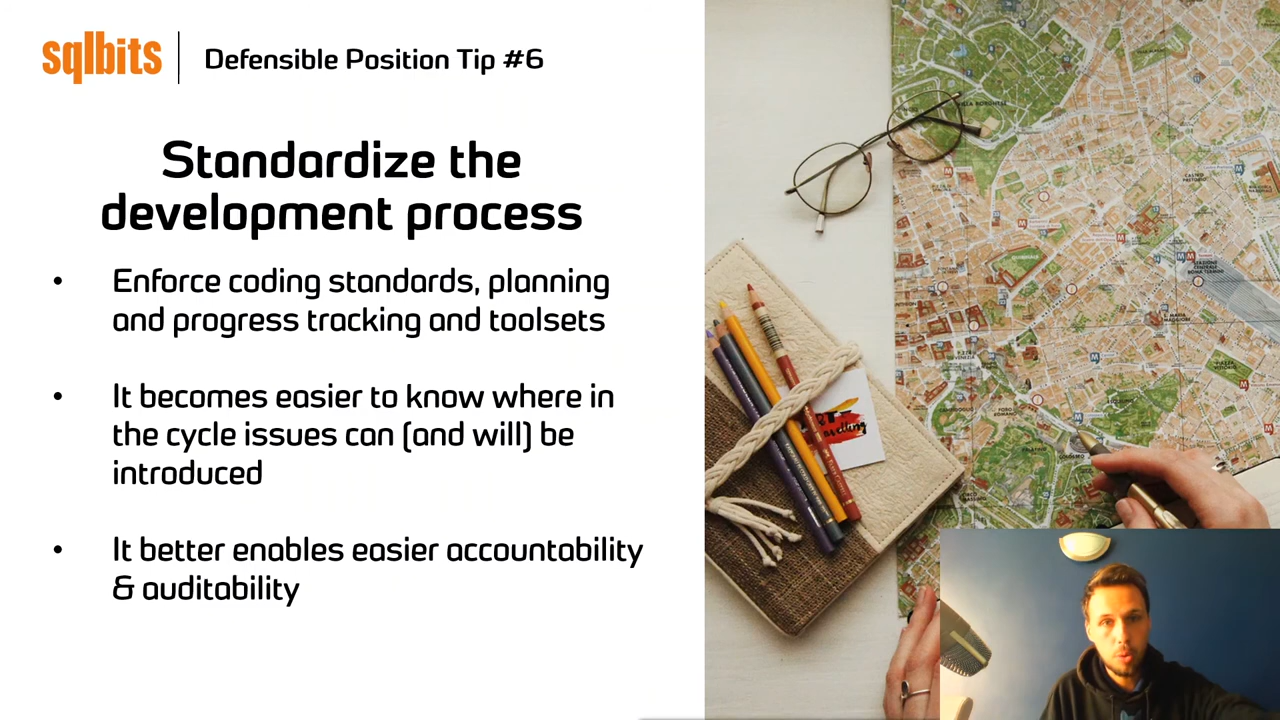 sqlbits
Defensible Position Tip #6
Standardize the
development process
• Enforce coding standards, planning
and progress tracking and toolsets
• It becomes easier to know where in
the cycle issues can (and will) be
introduced
• It better enables easier accountability
& auditability
VILLA BORGHESE